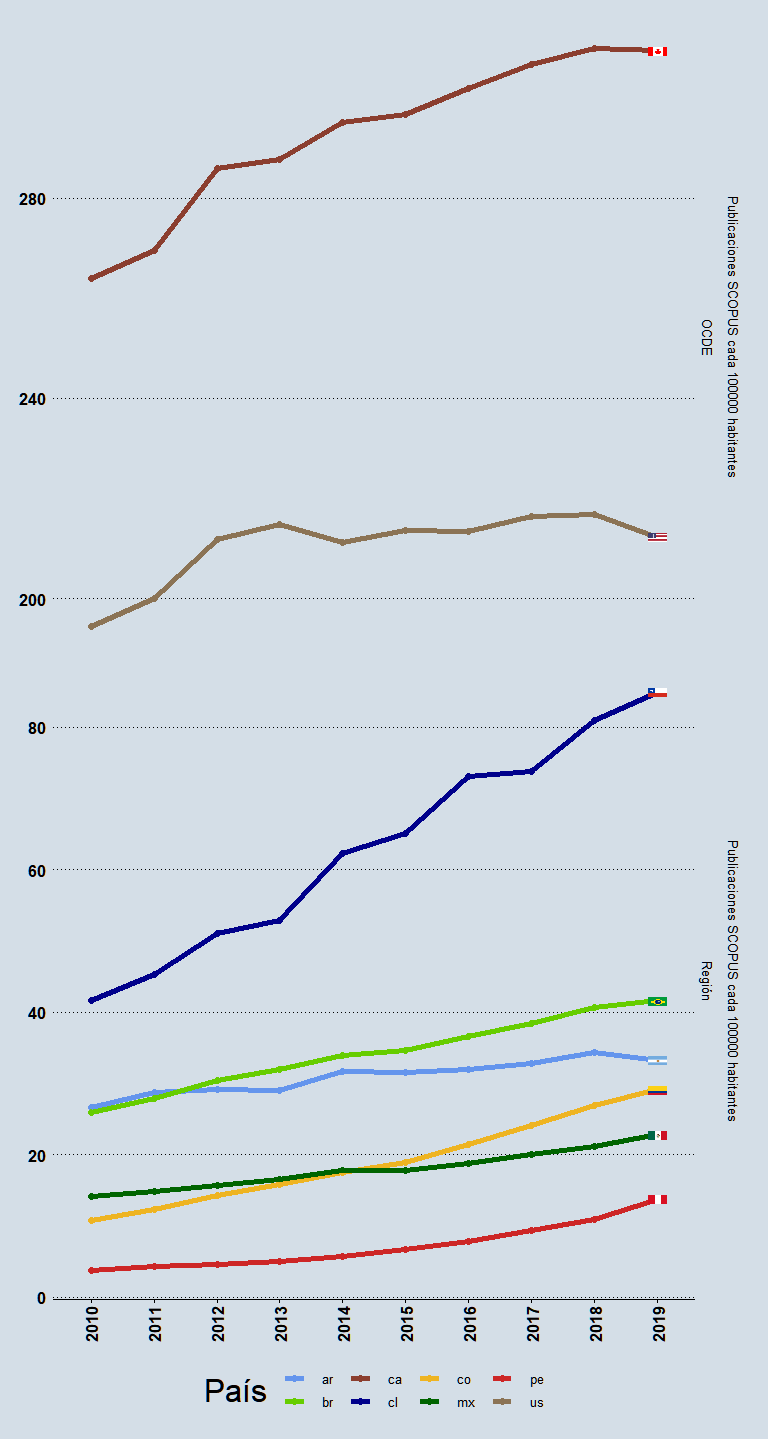 280
240
200
Publicaciones SCOPUS cada 100000 habitantes
OCDE
80
60
40
20
0
Publicaciones SCOPUS cada 100000 habitantes
Región
2010 2011 2012 2013 2014 2015 2016 2017 2018 2019
País
ar ca co pe
br cl mx us